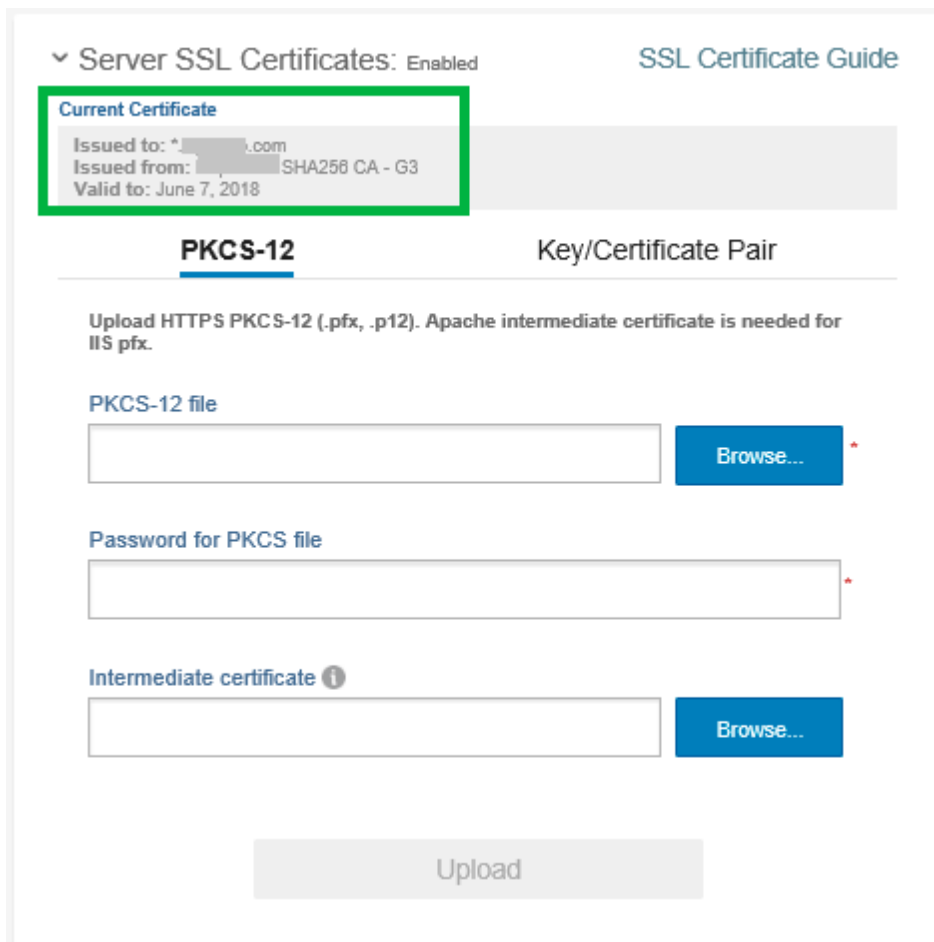 Server SSL Certificates: Enabled
SSL Certificate Guide
Current Certificate
Issued to: *. .com
Issued from: SHA256 CA - G3
Valid to: June 7, 2018
PKCS-12
Key/Certificate Pair
Upload HTTPS PKCS-12 (.pfx, .p12). Apache intermediate certificate is needed for
IIS pfx.
PKCS-12 file
Browse... *
Password for PKCS file
*
Intermediate certificate i
Browse...
Upload